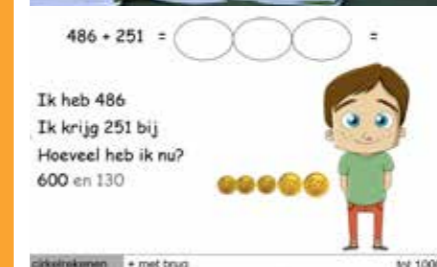 486 + 251 = =
Ik heb 486
Ik krijg 251 bij
Hoeveel heb ik nu?
600 en 130
cirkelrekenen + met brug tot 1000